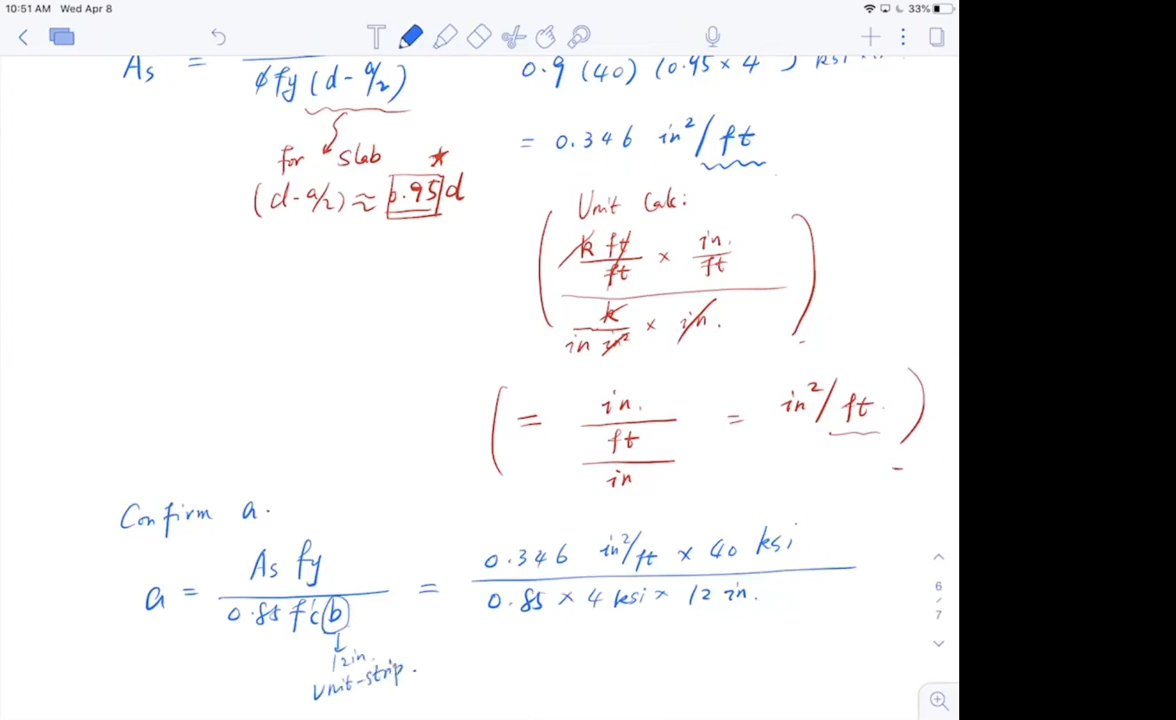 10:51 AM Wed Apr 8 33%
As = φfy (d - a/2) 0.9 (40) (0.95 × 4
= 0.346 in²/ft
for slab ★
(d - a/2) ≈ 0.95 d
Unit Calc:
( k ft / ft × in. / ft
k / in in² × in. )
( = in. / ft / in = in²/ft )
Confirm a.
a = As fy / 0.85 f'c b = 0.346 in²/ft × 40 ksi / 0.85 × 4 ksi × 12 in.
12 in.
Unit-strip.
6
/
7